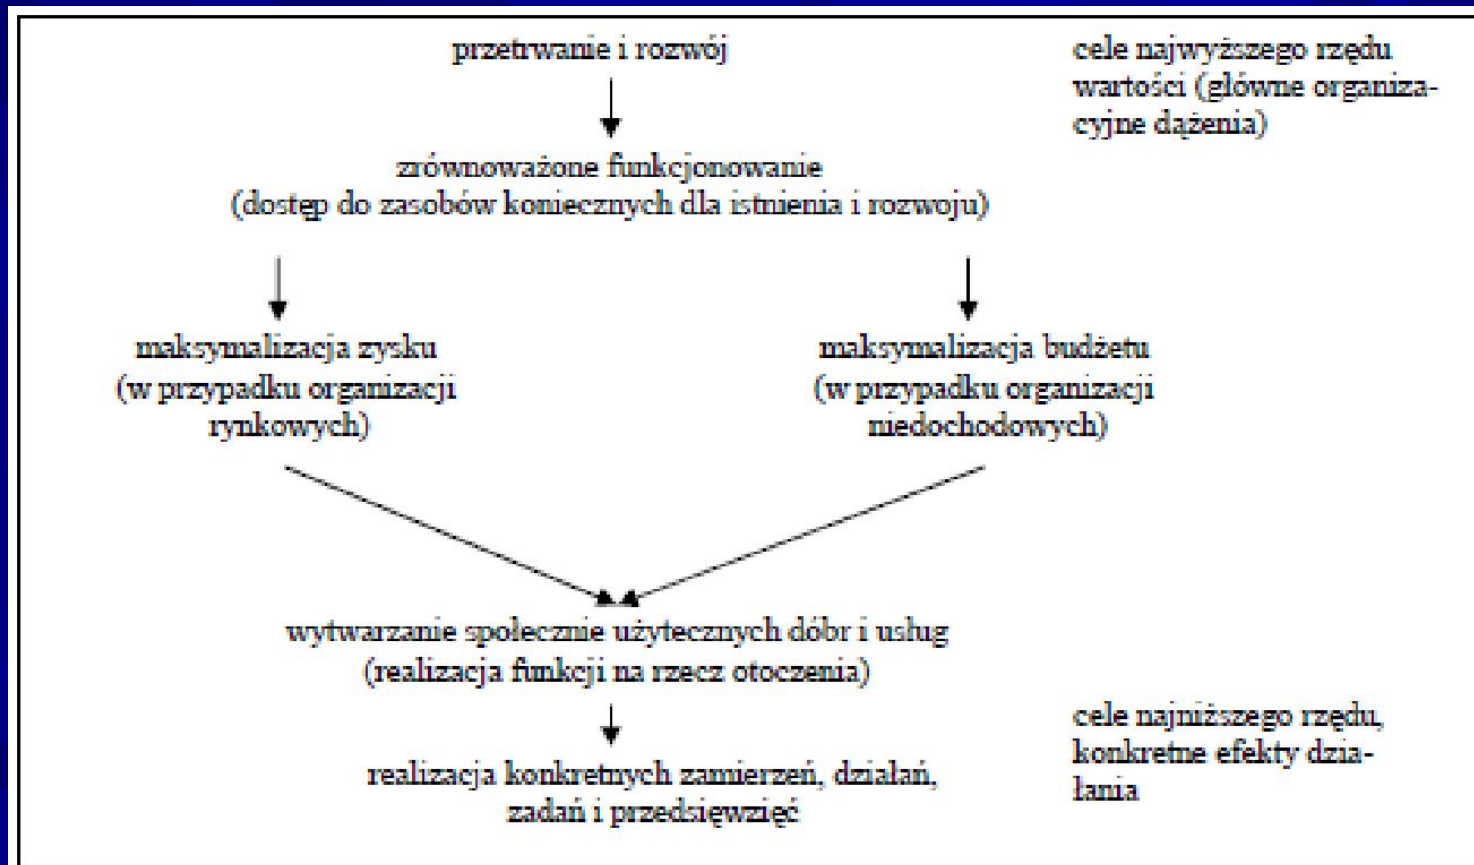 przetrwanie i rozwój
cele najwyższego rzędu
wartości (główne organiza-
cyjne dążenia)
zrównoważone funkcjonowanie
(dostęp do zasobów koniecznych dla istnienia i rozwoju)
maksymalizacja zysku
(w przypadku organizacji
rynkowych)
maksymalizacja budżetu
(w przypadku organizacji
niedochodowych)
wytwarzanie społecznie użytecznych dóbr i usług
(realizacja funkcji na rzecz otoczenia)
cele najniższego rzędu,
konkretne efekty dzia-
łania
realizacja konkretnych zamierzeń, działań,
zadań i przedsięwzięć